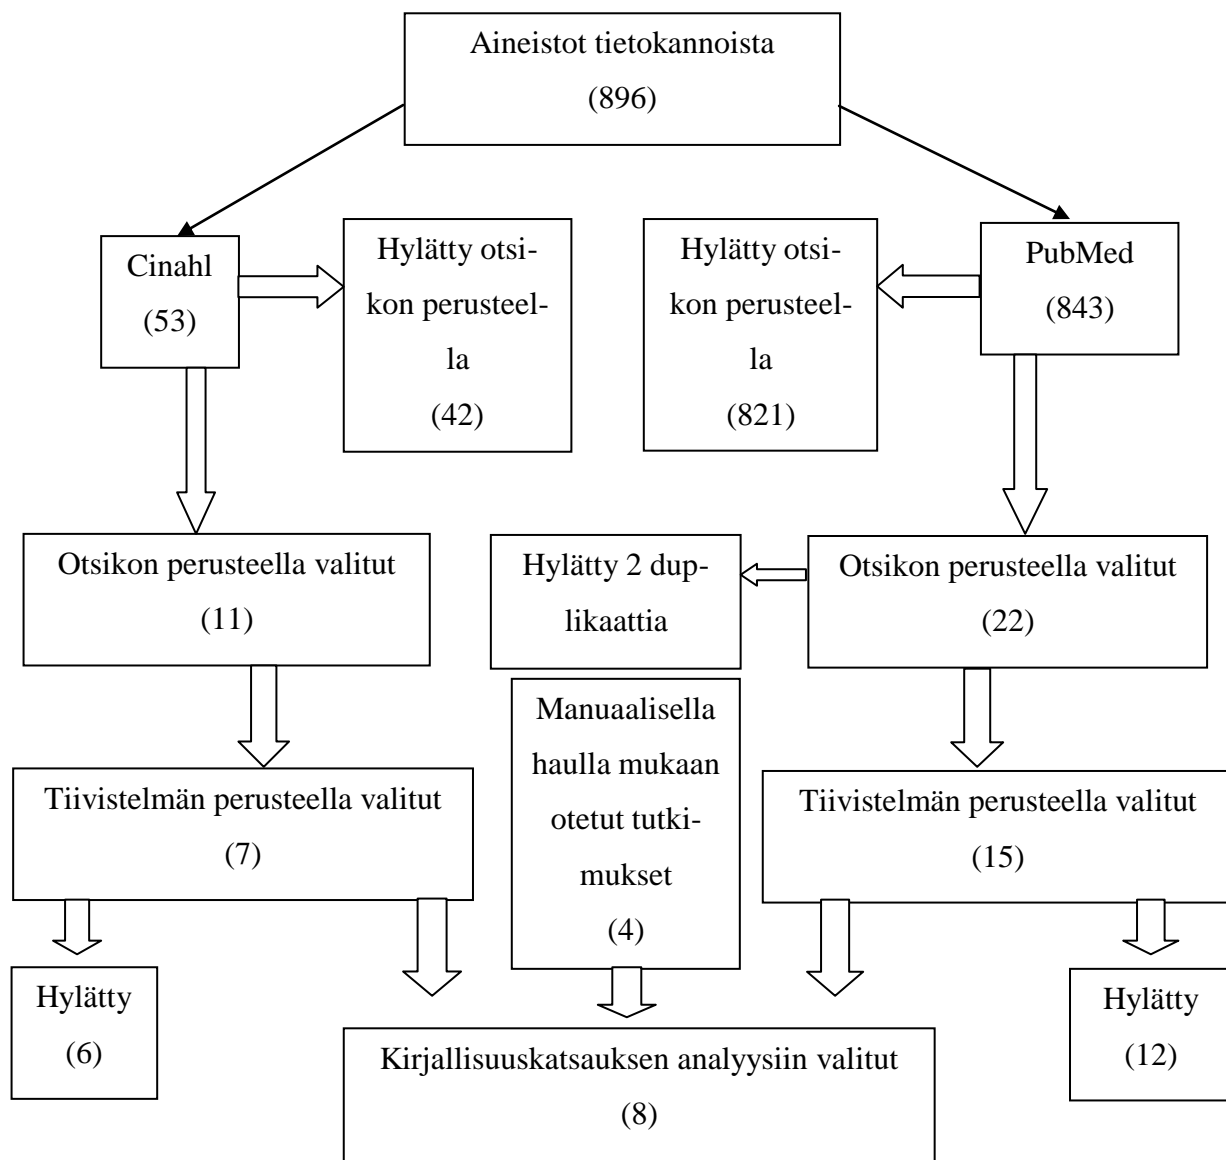 Aineistot tietokannoista
(896)
Cinahl
(53)
Hylätty otsi-
kon perusteel-
la
(42)
Hylätty otsi-
kon perusteel-
la
(821)
PubMed
(843)
Otsikon perusteella valitut
(11)
Hylätty 2 dup-
likaattia
Otsikon perusteella valitut
(22)
Tiivistelmän perusteella valitut
(7)
Manuaalisella
haulla mukaan
otetut tutki-
mukset
(4)
Tiivistelmän perusteella valitut
(15)
Hylätty
(6)
Kirjallisuuskatsauksen analyysiin valitut
(8)
Hylätty
(12)